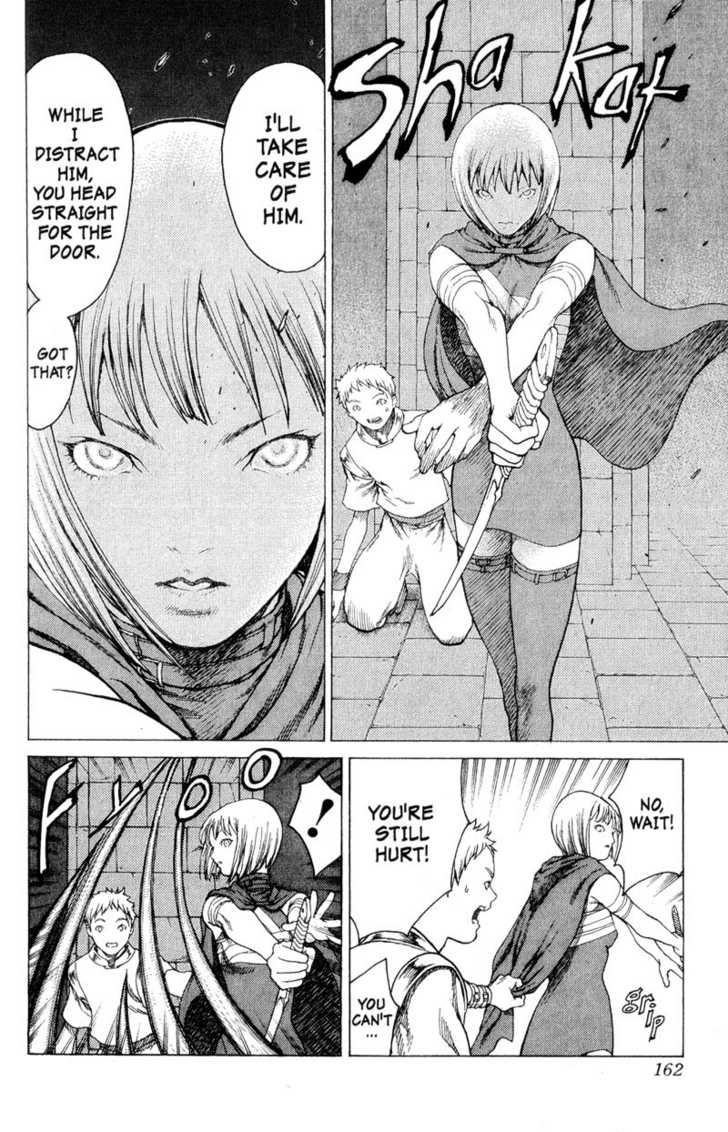 Sha kat
I'LL
TAKE
CARE
OF
HIM.
WHILE
I
DISTRACT
HIM,
YOU HEAD
STRAIGHT
FOR THE
DOOR.
GOT
THAT?
NO,
WAIT!
YOU'RE
STILL
HURT!
grip
YOU
CAN'T
...
!
FWOO
162